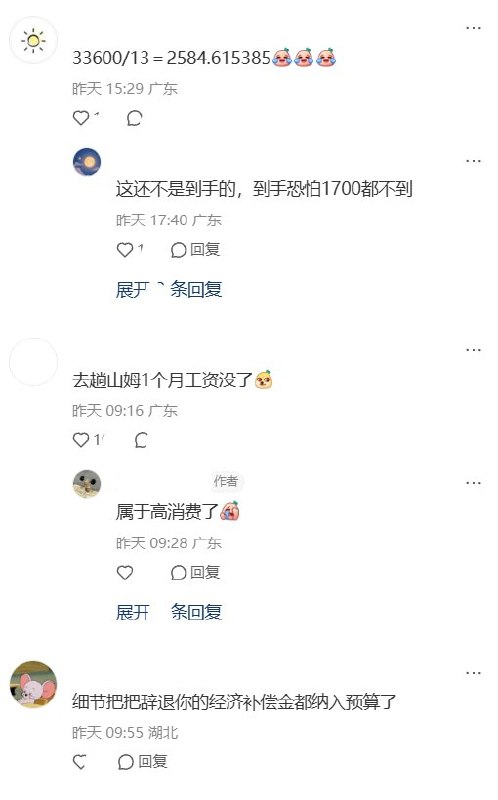 33600/13＝2584.615385
昨天 15:29 广东
1
这还不是到手的，到手恐怕1700都不到
昨天 17:40 广东
1
回复
展开 条回复
去趟山姆1个月工资没了
昨天 09:16 广东
1
作者
属于高消费了
昨天 09:28 广东
回复
展开 条回复
细节把把辞退你的经济补偿金都纳入预算了
昨天 09:55 湖北
回复